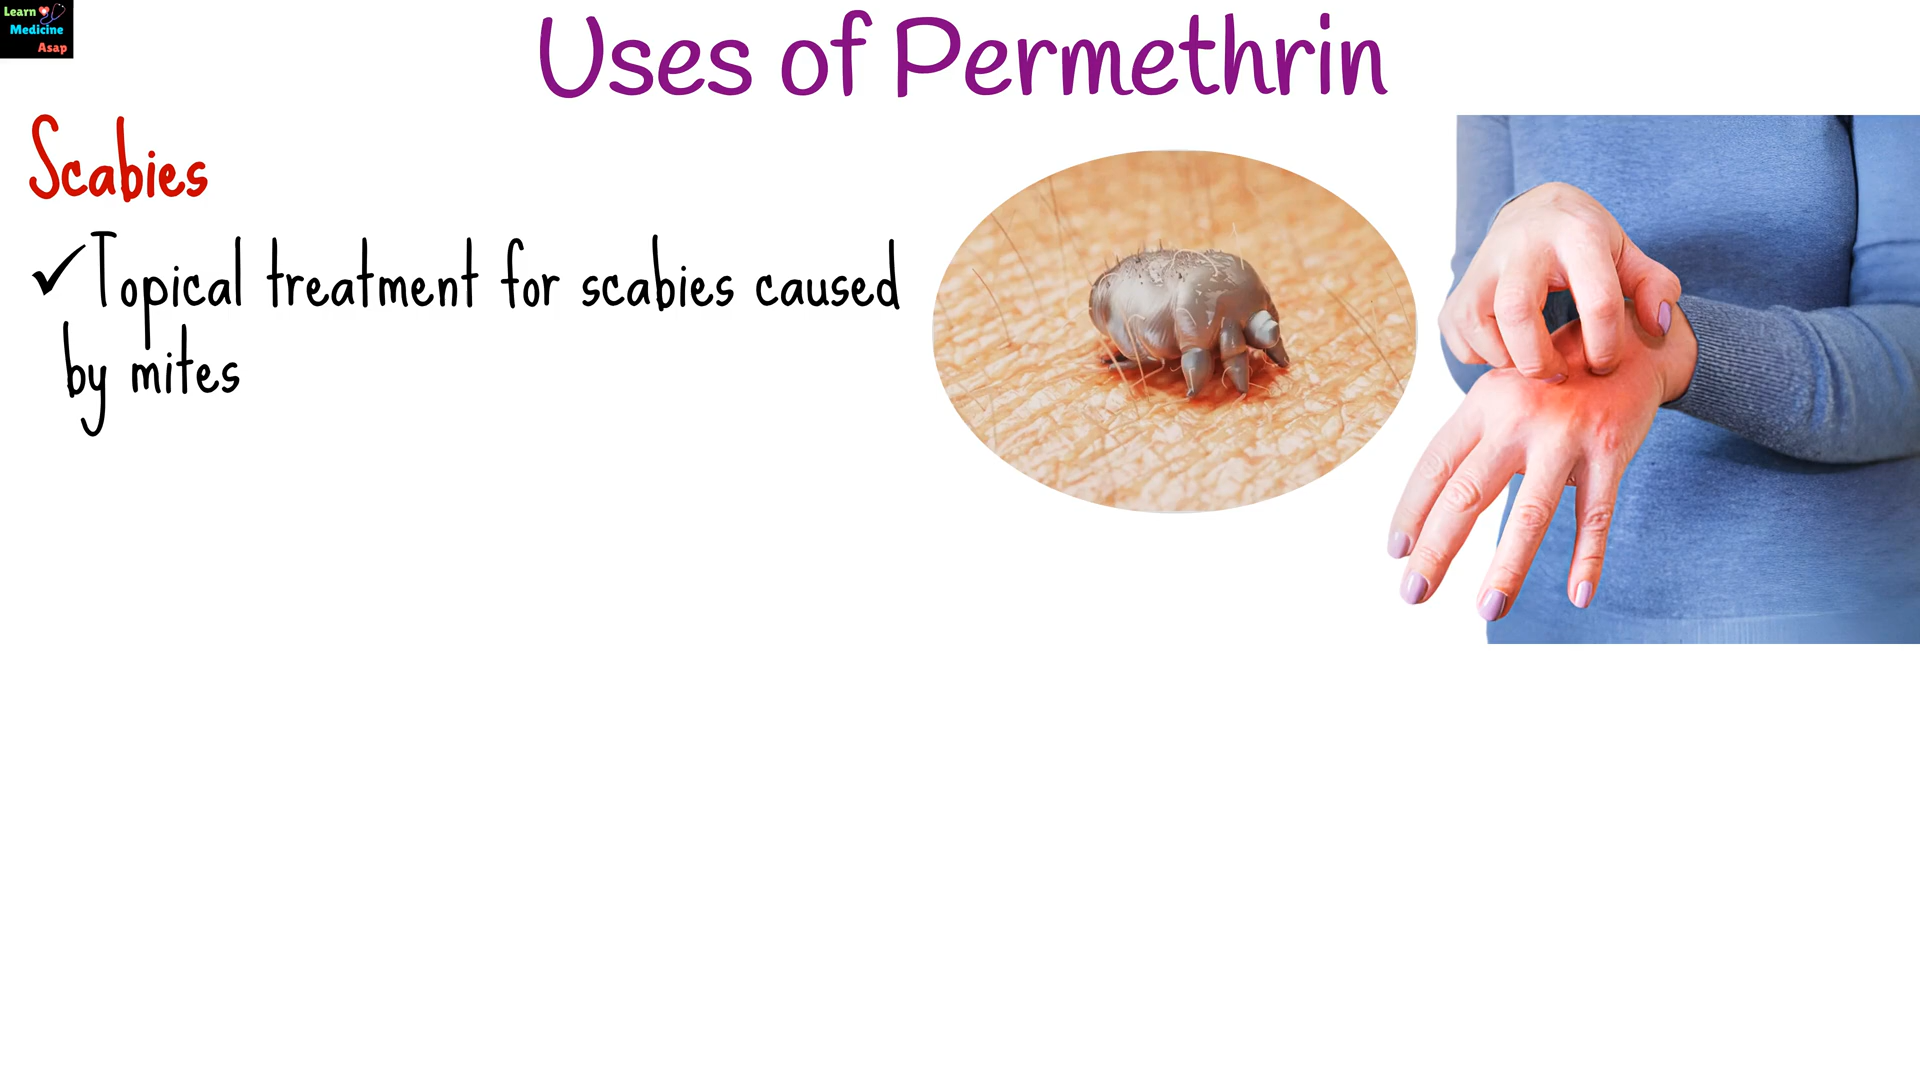 Learn
Medicine
Asap
Uses of Permethrin
Scabies
✓Topical treatment for scabies caused
by mites